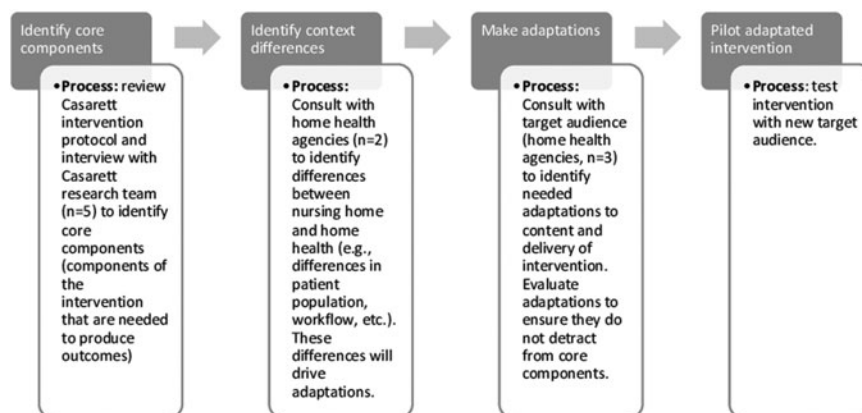 Identify core
components
•Process: review
Casarett
intervention
protocol and
interview with
Casarett
research team
(n=5) to identify
core
components
(components of
the
intervention
that are needed
to produce
outcomes)
Identify context
differences
•Process:
Consult with
home health
agencies (n=2)
to identify
differences
between
nursing home
and home
health (e.g.,
differences in
patient
population,
workflow, etc.).
These
differences will
drive
adaptations.
Make adaptations
•Process:
Consult with
target audience
(home health
agencies, n=3)
to identify
needed
adaptations to
content and
delivery of
intervention.
Evaluate
adaptations to
ensure they do
not detract
from core
components.
Pilot adaptated
intervention
•Process: test
intervention
with new target
audience.